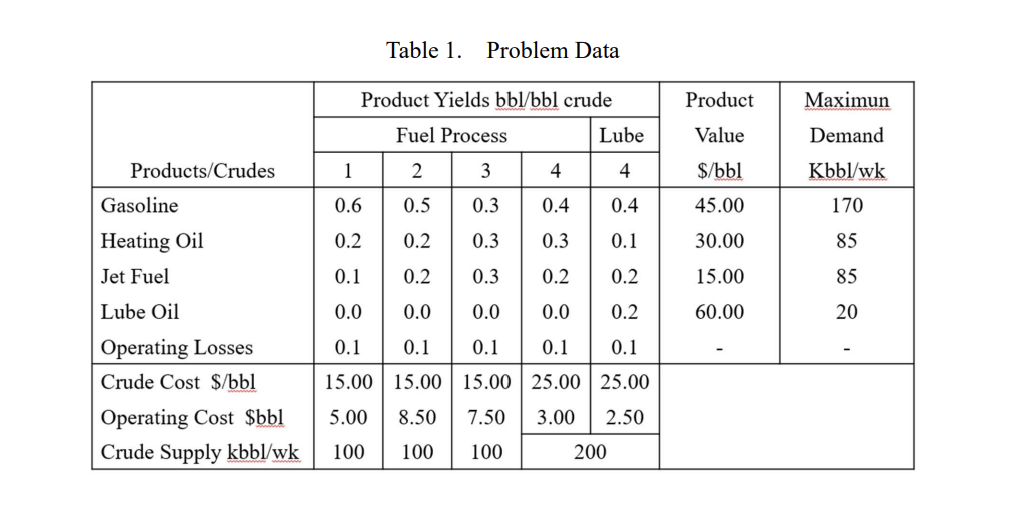 Table 1. Problem Data
Product Yields bbl/bbl crude Product Maximun
Fuel Process Lube Value Demand
Products/Crudes 1 2 3 4 4 $/bbl Kbbl/wk
Gasoline 0.6 0.5 0.3 0.4 0.4 45.00 170
Heating Oil 0.2 0.2 0.3 0.3 0.1 30.00 85
Jet Fuel 0.1 0.2 0.3 0.2 0.2 15.00 85
Lube Oil 0.0 0.0 0.0 0.0 0.2 60.00 20
Operating Losses 0.1 0.1 0.1 0.1 0.1 - -
Crude Cost $/bbl 15.00 15.00 15.00 25.00 25.00
Operating Cost $bbl 5.00 8.50 7.50 3.00 2.50
Crude Supply kbbl/wk 100 100 100 200